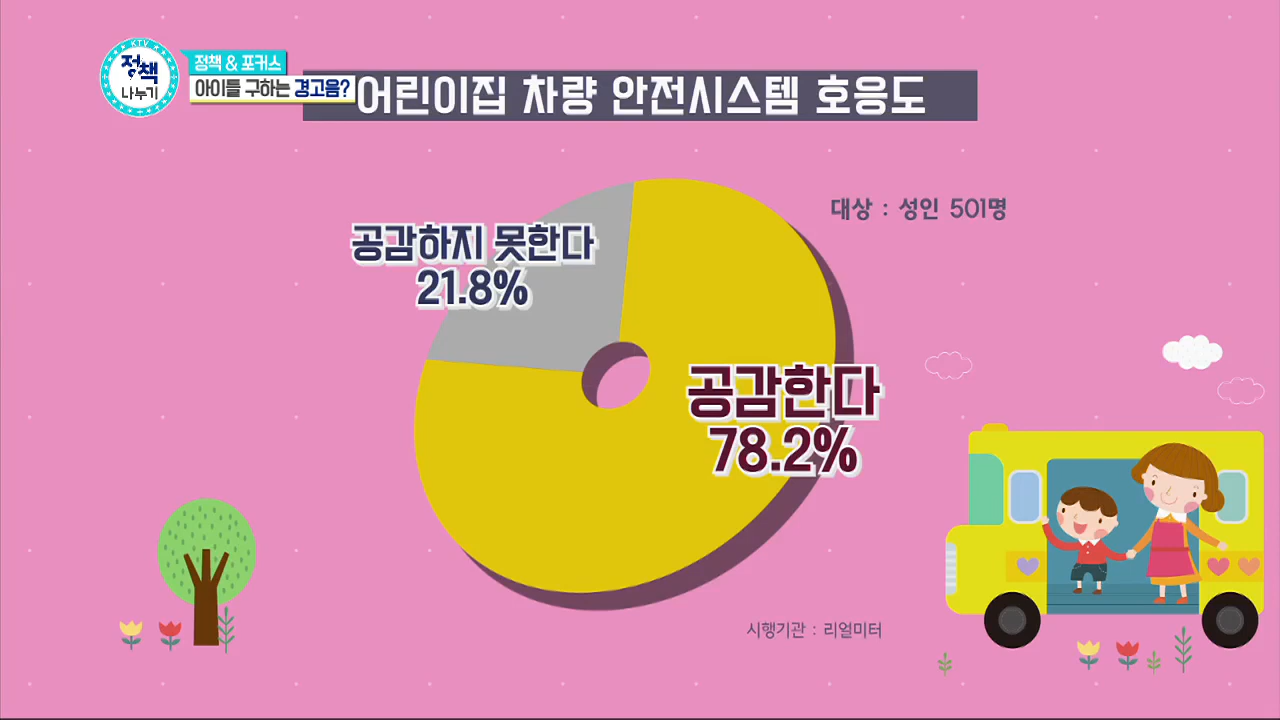 KTV
정책
나누기
정책 & 포커스
아이들 구하는 경고음?
어린이집 차량 안전시스템 호응도
대상 : 성인 501명
공감하지 못한다
21.8%
공감한다
78.2%
시행기관 : 리얼미터